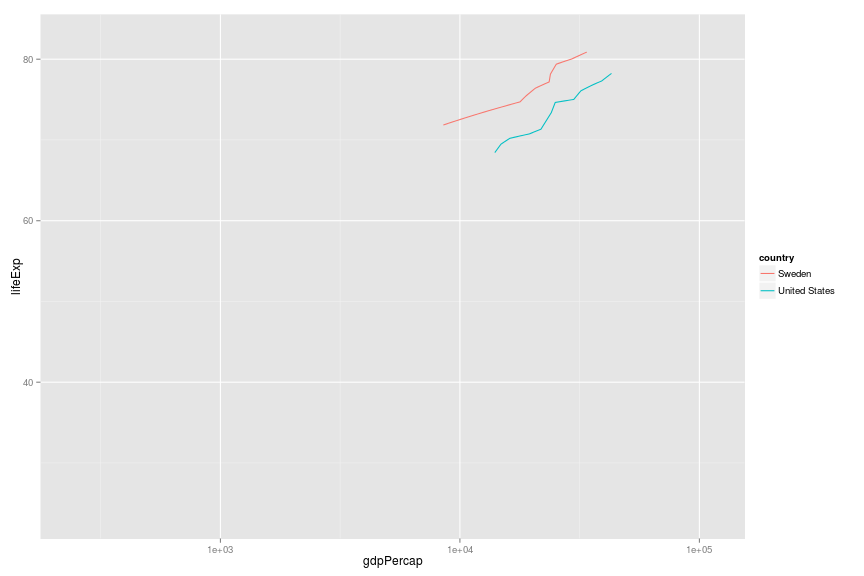 80
60
40
lifeExp
1e+03
1e+04
1e+05
gdpPercap
country
Sweden
United States